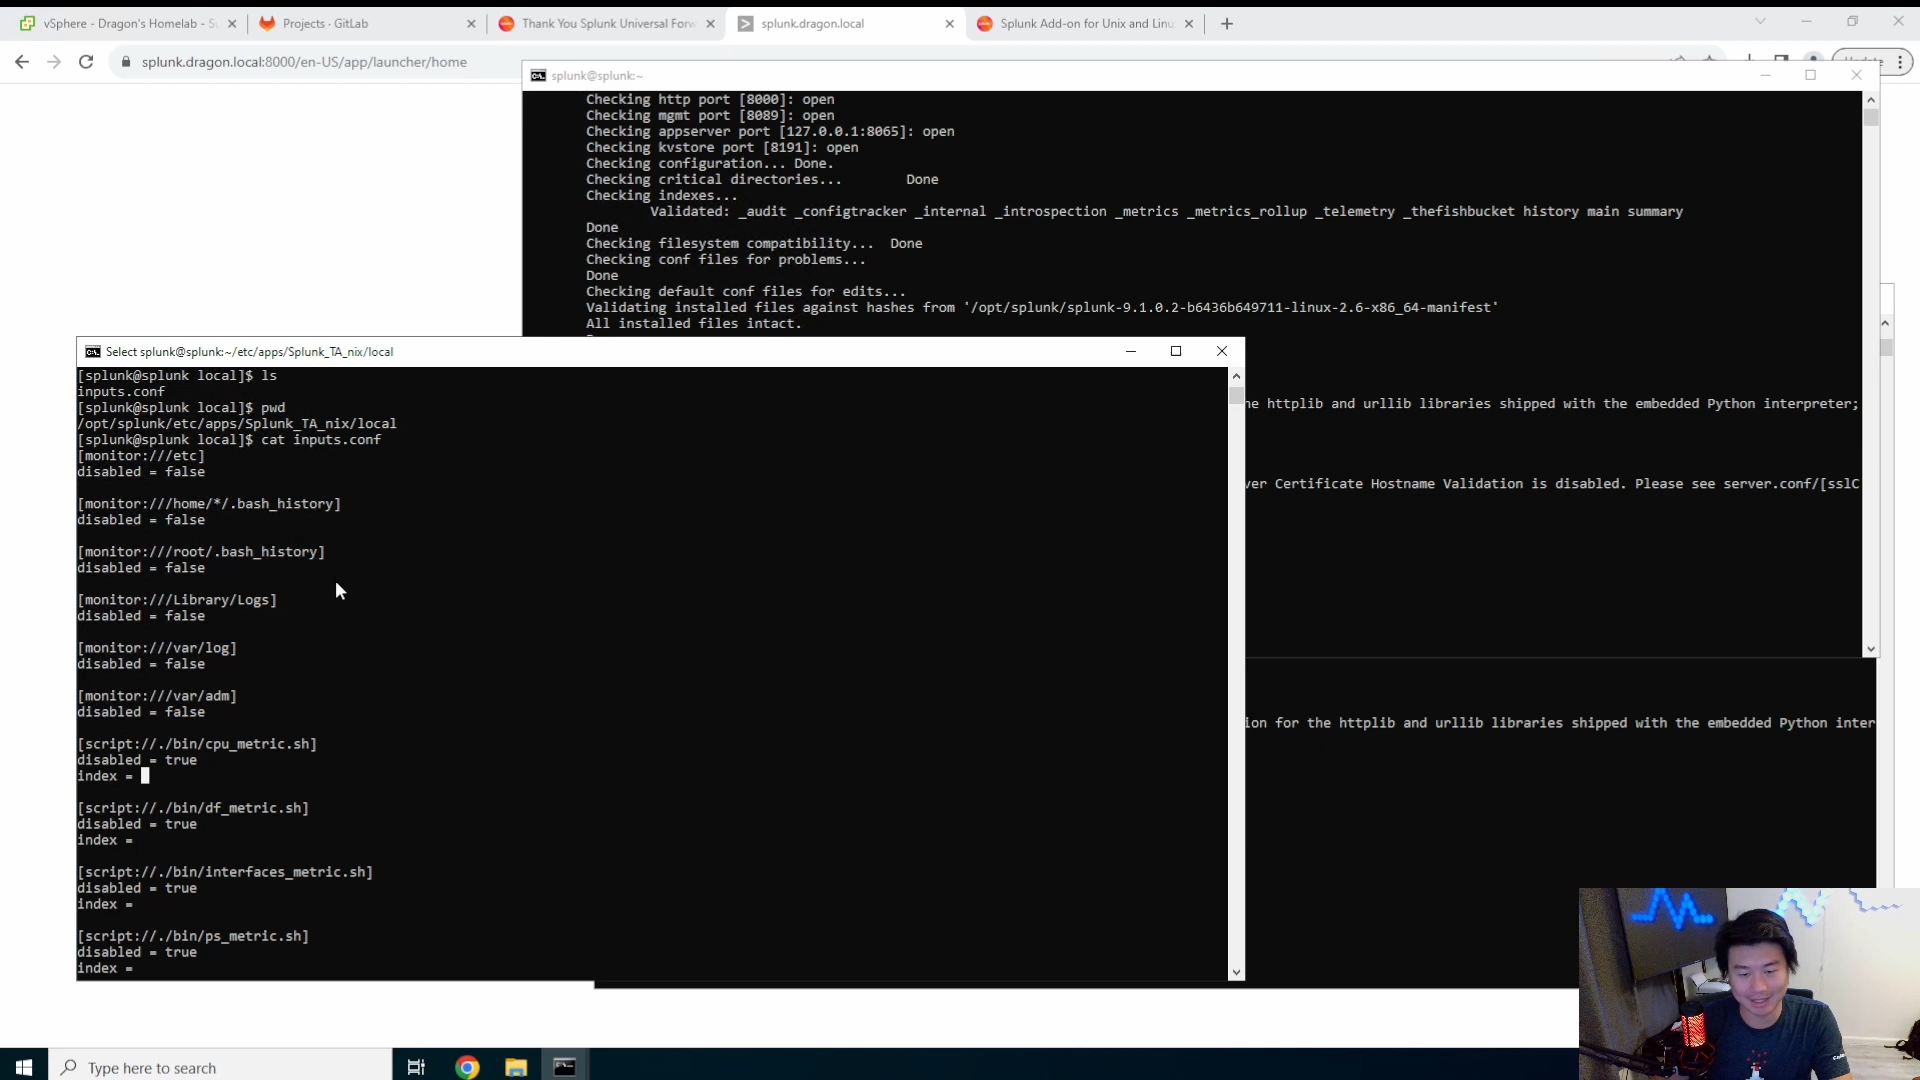 vSphere - Dragon's Homelab - S
Projects · GitLab
Thank You Splunk Universal Forw
splunk.dragon.local
Splunk Add-on for Unix and Linu
splunk.dragon.local:8000/en-US/app/launcher/home
splunk@splunk:~
Checking http port [8000]: open
Checking mgmt port [8089]: open
Checking appserver port [127.0.0.1:8065]: open
Checking kvstore port [8191]: open
Checking configuration... Done.
Checking critical directories... Done
Checking indexes...
Validated: _audit _configtracker _internal _introspection _metrics _metrics_rollup _telemetry _thefishbucket history main summary
Done
Checking filesystem compatibility... Done
Checking conf files for problems...
Done
Checking default conf files for edits...
Validating installed files against hashes from '/opt/splunk/splunk-9.1.0.2-b6436b649711-linux-2.6-x86_64-manifest'
All installed files intact.
he httplib and urllib libraries shipped with the embedded Python interpreter;
ver Certificate Hostname Validation is disabled. Please see server.conf/[sslC
ion for the httplib and urllib libraries shipped with the embedded Python inter
Select splunk@splunk:~/etc/apps/Splunk_TA_nix/local
[splunk@splunk local]$ ls
inputs.conf
[splunk@splunk local]$ pwd
/opt/splunk/etc/apps/Splunk_TA_nix/local
[splunk@splunk local]$ cat inputs.conf
[monitor:///etc]
disabled = false
[monitor:///home/*/.bash_history]
disabled = false
[monitor:///root/.bash_history]
disabled = false
[monitor:///Library/Logs]
disabled = false
[monitor:///var/log]
disabled = false
[monitor:///var/adm]
disabled = false
[script://./bin/cpu_metric.sh]
disabled = true
index =
[script://./bin/df_metric.sh]
disabled = true
index =
[script://./bin/interfaces_metric.sh]
disabled = true
index =
[script://./bin/ps_metric.sh]
disabled = true
index =
Type here to search